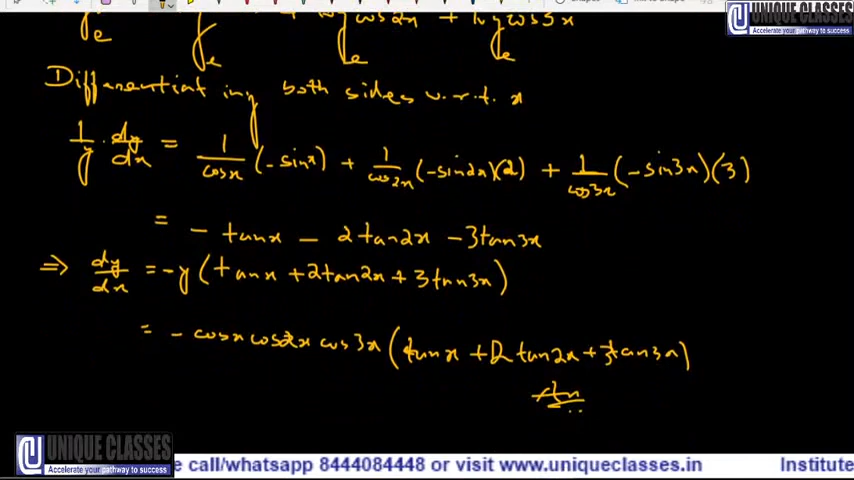 UNIQUE CLASSES
Accelerate your pathway to success
Differentiating both sides w.r.t. x
1/y · dy/dx = 1/cosx (-sinx) + 1/cos2x (-sin2x)(2) + 1/cos3x (-sin3x)(3)
= - tanx - 2tan2x - 3tan3x
⇒ dy/dx = -y (tanx + 2tan2x + 3tan3x)
= - cosx cos2x cos3x (tanx + 2tan2x + 3tan3x)
Ans
UNIQUE CLASSES
Accelerate your pathway to success
e call/whatsapp 8444084448 or visit www.uniqueclasses.in Institute